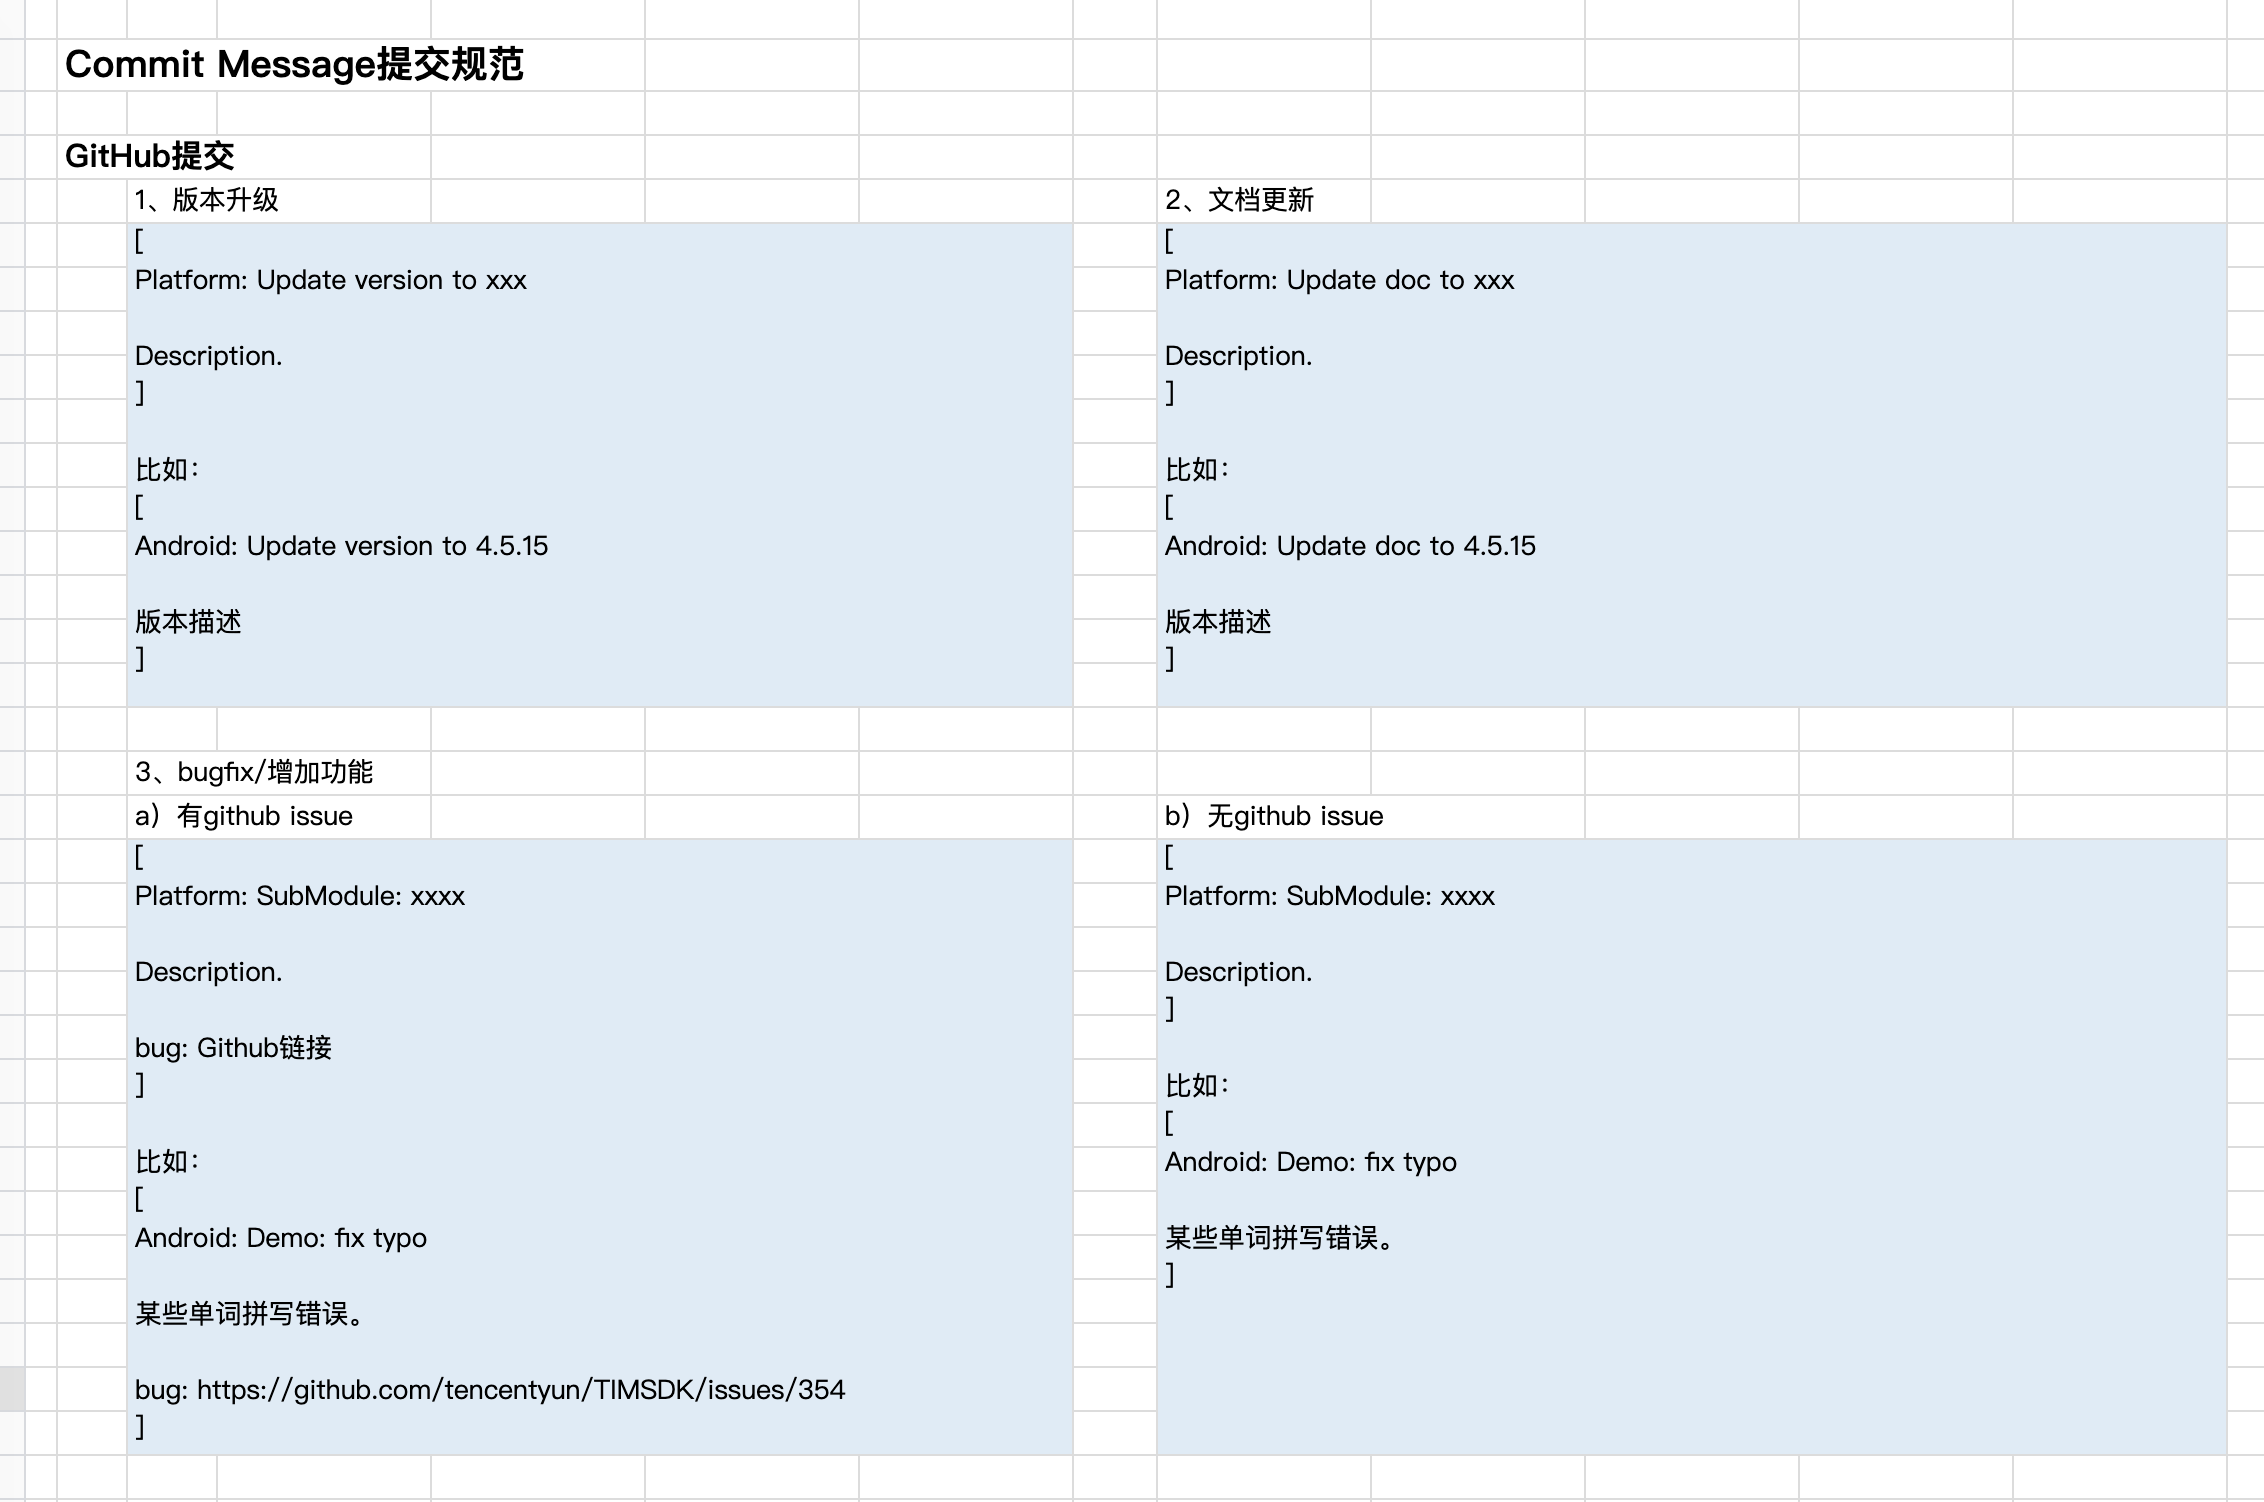 Commit Message提交规范
GitHub提交
1、版本升级
[
Platform: Update version to xxx
Description.
]
比如：
[
Android: Update version to 4.5.15
版本描述
]
2、文档更新
[
Platform: Update doc to xxx
Description.
]
比如：
[
Android: Update doc to 4.5.15
版本描述
]
3、bugfix/增加功能
a）有github issue
[
Platform: SubModule: xxxx
Description.
bug: Github链接
]
比如：
[
Android: Demo: fix typo
某些单词拼写错误。
bug: https://github.com/tencentyun/TIMSDK/issues/354
]
b）无github issue
[
Platform: SubModule: xxxx
Description.
]
比如：
[
Android: Demo: fix typo
某些单词拼写错误。
]